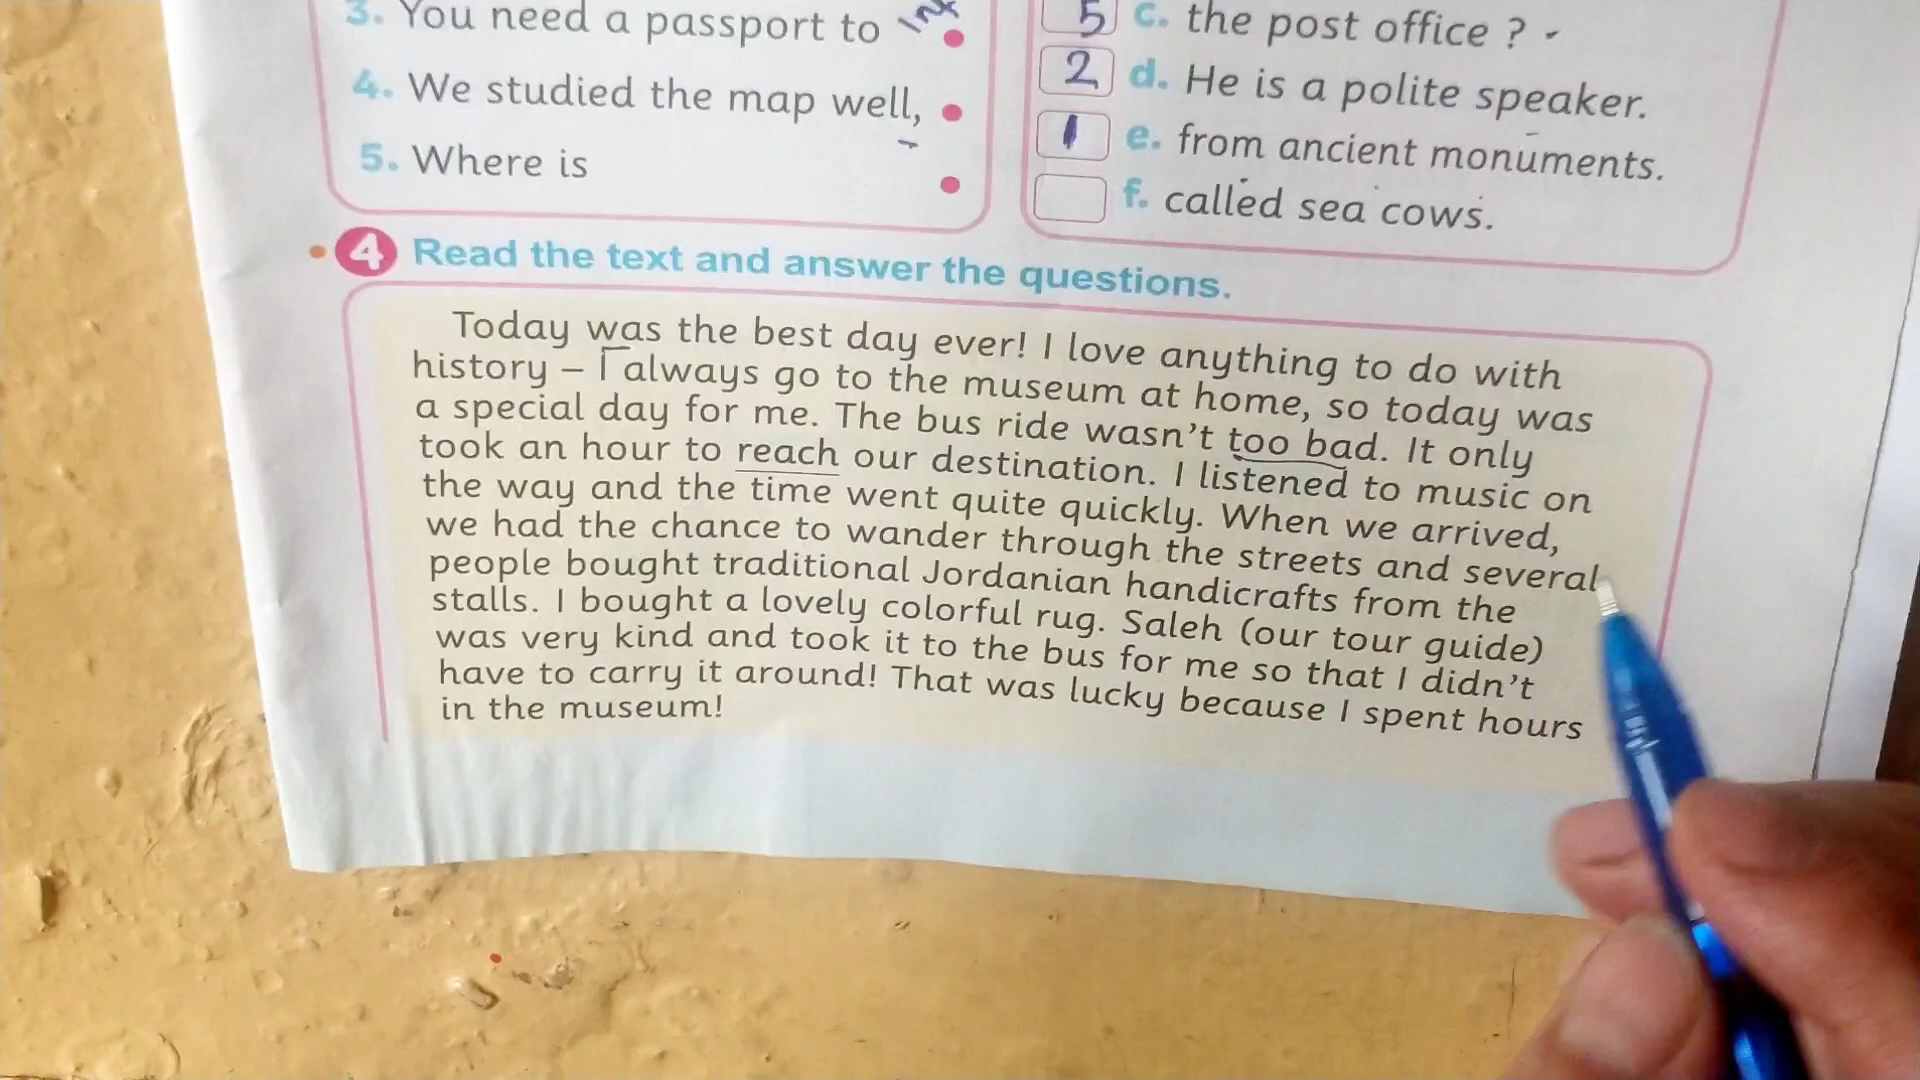 3. You need a passport to
4. We studied the map well,
5. Where is
5 c. the post office ?
2 d. He is a polite speaker.
1 e. from ancient monuments.
f. called sea cows.
4 Read the text and answer the questions.
Today was the best day ever! I love anything to do with
history – I always go to the museum at home, so today was
a special day for me. The bus ride wasn't too bad. It only
took an hour to reach our destination. I listened to music on
the way and the time went quite quickly. When we arrived,
we had the chance to wander through the streets and several
people bought traditional Jordanian handicrafts from the
stalls. I bought a lovely colorful rug. Saleh (our tour guide)
was very kind and took it to the bus for me so that I didn't
have to carry it around! That was lucky because I spent hours
in the museum!